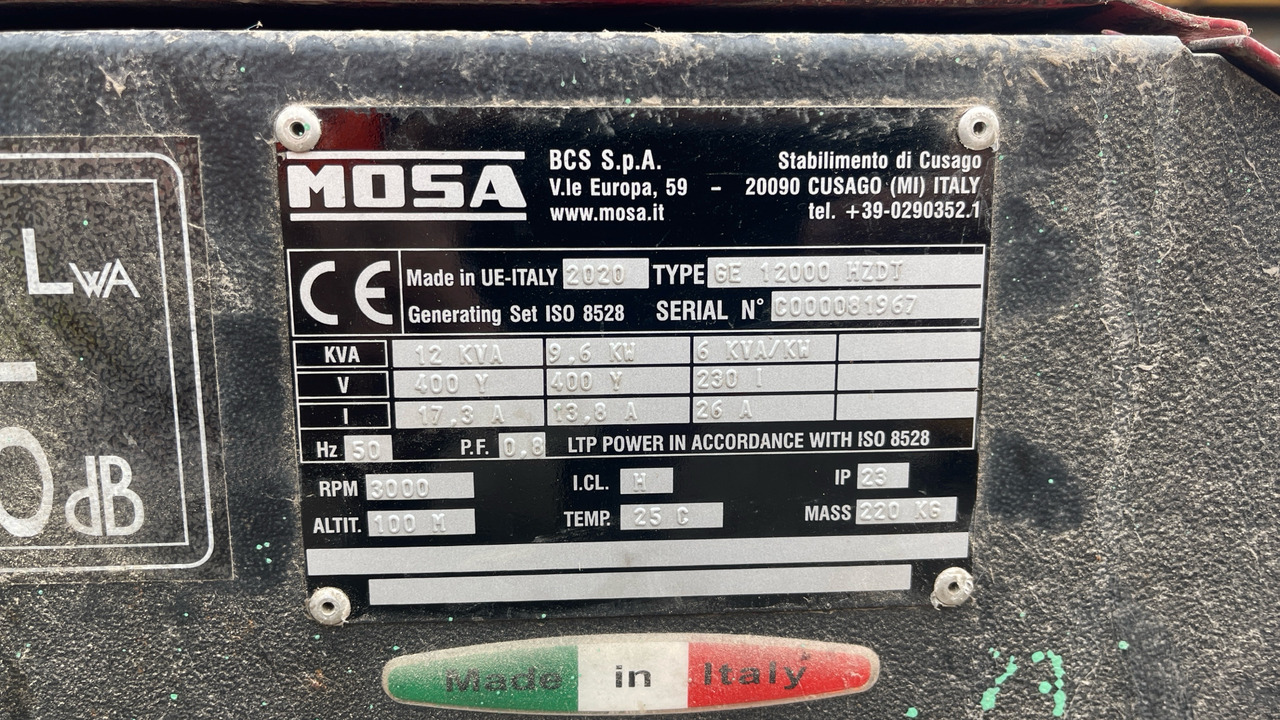 MOSA
BCS S.p.A.
V.le Europa, 59 - 20090 CUSAGO (MI) ITALY
www.mosa.it
Stabilimento di Cusago
tel. +39-0290352.1
CE Made in UE-ITALY 2020 TYPE GE 12000 HZDT
Generating Set ISO 8528 SERIAL N° C000081967
KVA 12 KVA 9,6 KW 6 KVA/KW
V 400 Y 400 Y 230 I
I 17,3 A 13,8 A 26 A
Hz 50 P.F. 0,8 LTP POWER IN ACCORDANCE WITH ISO 8528
RPM 3000 I.CL. H IP 23
ALTIT. 100 M TEMP. 25 C MASS 220 KG
LWA
dB
Made in Italy